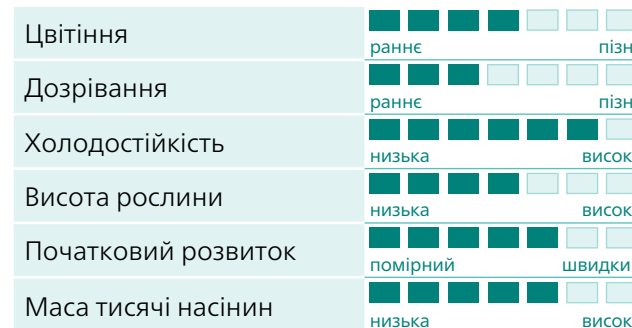 Цвітіння
раннє пізн
Дозрівання
раннє пізн
Холодостійкість
низька висок
Висота рослини
низька висок
Початковий розвиток
помірний швидки
Маса тисячі насінин
низька висок